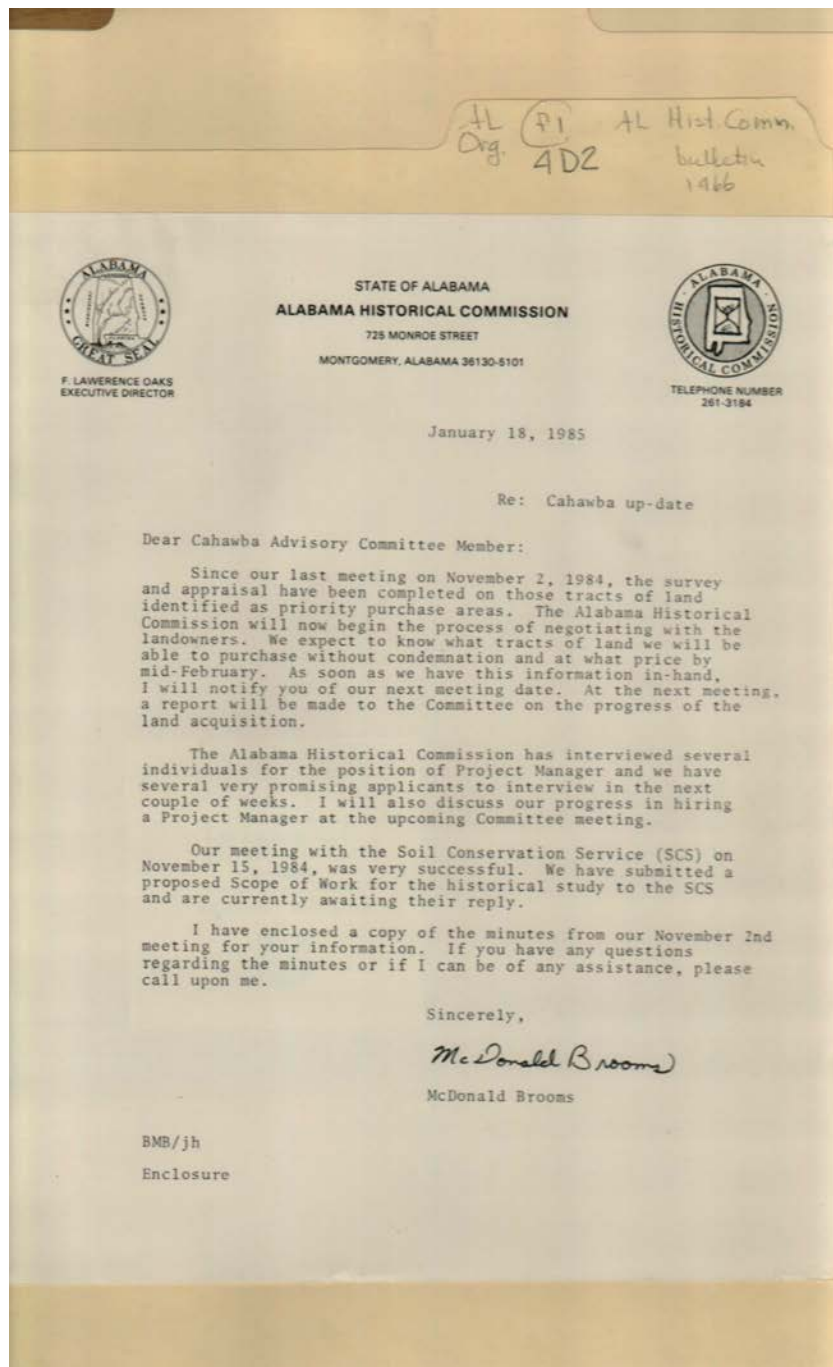 AL P1 AL Hist. Comm.
Org. 4D2 bulletin
1466
ALABAMA
GREAT SEAL
F. LAWERENCE OAKS
EXECUTIVE DIRECTOR
STATE OF ALABAMA
ALABAMA HISTORICAL COMMISSION
725 MONROE STREET
MONTGOMERY, ALABAMA 36130-5101
ALABAMA
HISTORICAL COMMISSION
TELEPHONE NUMBER
261-3184
January 18, 1985
Re: Cahawba up-date
Dear Cahawba Advisory Committee Member:
Since our last meeting on November 2, 1984, the survey
and appraisal have been completed on those tracts of land
identified as priority purchase areas. The Alabama Historical
Commission will now begin the process of negotiating with the
landowners. We expect to know what tracts of land we will be
able to purchase without condemnation and at what price by
mid-February. As soon as we have this information in-hand,
I will notify you of our next meeting date. At the next meeting,
a report will be made to the Committee on the progress of the
land acquisition.
The Alabama Historical Commission has interviewed several
individuals for the position of Project Manager and we have
several very promising applicants to interview in the next
couple of weeks. I will also discuss our progress in hiring
a Project Manager at the upcoming Committee meeting.
Our meeting with the Soil Conservation Service (SCS) on
November 15, 1984, was very successful. We have submitted a
proposed Scope of Work for the historical study to the SCS
and are currently awaiting their reply.
I have enclosed a copy of the minutes from our November 2nd
meeting for your information. If you have any questions
regarding the minutes or if I can be of any assistance, please
call upon me.
Sincerely,
McDonald Brooms
McDonald Brooms
BMB/jh
Enclosure